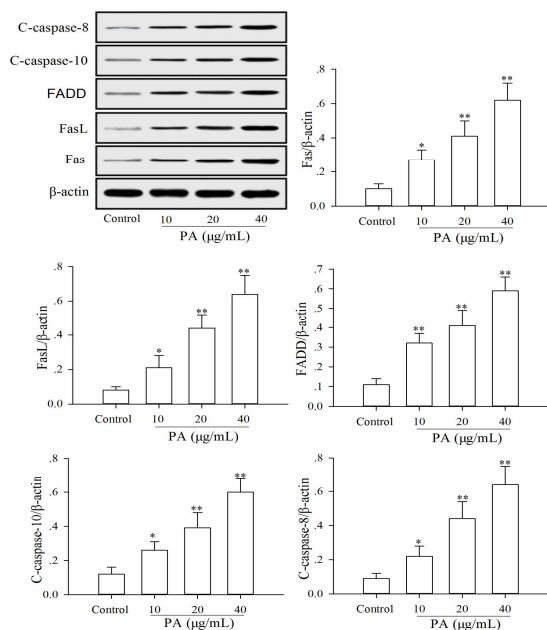 C-caspase-8
C-caspase-10
FADD
FasL
Fas
β-actin
Control 10 20 40
PA (μg/mL)
Fas/β-actin
.8
.6
.4
.2
0.0
* ** **
Control 10 20 40
PA (μg/mL)
FasL/β-actin
.8
.6
.4
.2
0.0
* ** **
Control 10 20 40
PA (μg/mL)
FADD/β-actin
.7
.6
.5
.4
.3
.2
.1
0.0
** ** **
Control 10 20 40
PA (μg/mL)
C-caspase-10/β-actin
.8
.6
.4
.2
0.0
* ** **
Control 10 20 40
PA (μg/mL)
C-caspase-8/β-actin
.8
.6
.4
.2
0.0
* ** **
Control 10 20 40
PA (μg/mL)